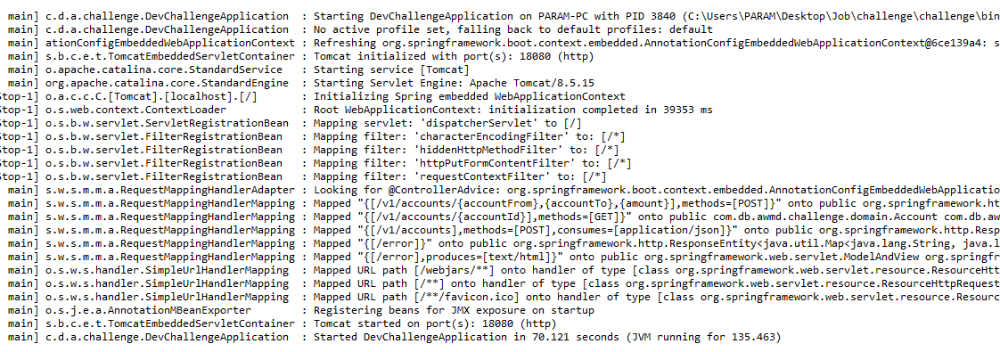 main] c.d.a.challenge.DevChallengeApplication : Starting DevChallengeApplication on PARAM-PC with PID 3840 (C:\Users\PARAM\Desktop\Job\challenge\challenge\bin
main] c.d.a.challenge.DevChallengeApplication : No active profile set, falling back to default profiles: default
ationConfigEmbeddedWebApplicationContext : Refreshing org.springframework.boot.context.embedded.AnnotationConfigEmbeddedWebApplicationContext@6ce139a4: s
main] s.b.c.e.t.TomcatEmbeddedServletContainer : Tomcat initialized with port(s): 18080 (http)
main] o.apache.catalina.core.StandardService : Starting service [Tomcat]
main] org.apache.catalina.core.StandardEngine : Starting Servlet Engine: Apache Tomcat/8.5.15
Stop-1] o.a.c.c.C.[Tomcat].[localhost].[/] : Initializing Spring embedded WebApplicationContext
Stop-1] o.s.web.context.ContextLoader : Root WebApplicationContext: initialization completed in 39353 ms
Stop-1] o.s.b.w.servlet.ServletRegistrationBean : Mapping servlet: 'dispatcherServlet' to [/]
Stop-1] o.s.b.w.servlet.FilterRegistrationBean : Mapping filter: 'characterEncodingFilter' to: [/*]
Stop-1] o.s.b.w.servlet.FilterRegistrationBean : Mapping filter: 'hiddenHttpMethodFilter' to: [/*]
Stop-1] o.s.b.w.servlet.FilterRegistrationBean : Mapping filter: 'httpPutFormContentFilter' to: [/*]
Stop-1] o.s.b.w.servlet.FilterRegistrationBean : Mapping filter: 'requestContextFilter' to: [/*]
main] s.w.s.m.m.a.RequestMappingHandlerAdapter : Looking for @ControllerAdvice: org.springframework.boot.context.embedded.AnnotationConfigEmbeddedWebApplicatio
main] s.w.s.m.m.a.RequestMappingHandlerMapping : Mapped "{[/v1/accounts/{accountFrom},{accountTo},{amount}],methods=[POST]}" onto public org.springframework.ht
main] s.w.s.m.m.a.RequestMappingHandlerMapping : Mapped "{[/v1/accounts/{accountId}],methods=[GET]}" onto public com.db.awmd.challenge.domain.Account com.db.aw
main] s.w.s.m.m.a.RequestMappingHandlerMapping : Mapped "{[/v1/accounts],methods=[POST],consumes=[application/json]}" onto public org.springframework.http.Resp
main] s.w.s.m.m.a.RequestMappingHandlerMapping : Mapped "{[/error]}" onto public org.springframework.http.ResponseEntity<java.util.Map<java.lang.String, java.l
main] s.w.s.m.m.a.RequestMappingHandlerMapping : Mapped "{[/error],produces=[text/html]}" onto public org.springframework.web.servlet.ModelAndView org.springfr
main] o.s.w.s.handler.SimpleUrlHandlerMapping : Mapped URL path [/webjars/**] onto handler of type [class org.springframework.web.servlet.resource.ResourceHtt
main] o.s.w.s.handler.SimpleUrlHandlerMapping : Mapped URL path [/**] onto handler of type [class org.springframework.web.servlet.resource.ResourceHttpRequest
main] o.s.w.s.handler.SimpleUrlHandlerMapping : Mapped URL path [/**/favicon.ico] onto handler of type [class org.springframework.web.servlet.resource.Resourc
main] o.s.j.e.a.AnnotationMBeanExporter : Registering beans for JMX exposure on startup
main] s.b.c.e.t.TomcatEmbeddedServletContainer : Tomcat started on port(s): 18080 (http)
main] c.d.a.challenge.DevChallengeApplication : Started DevChallengeApplication in 70.121 seconds (JVM running for 135.463)